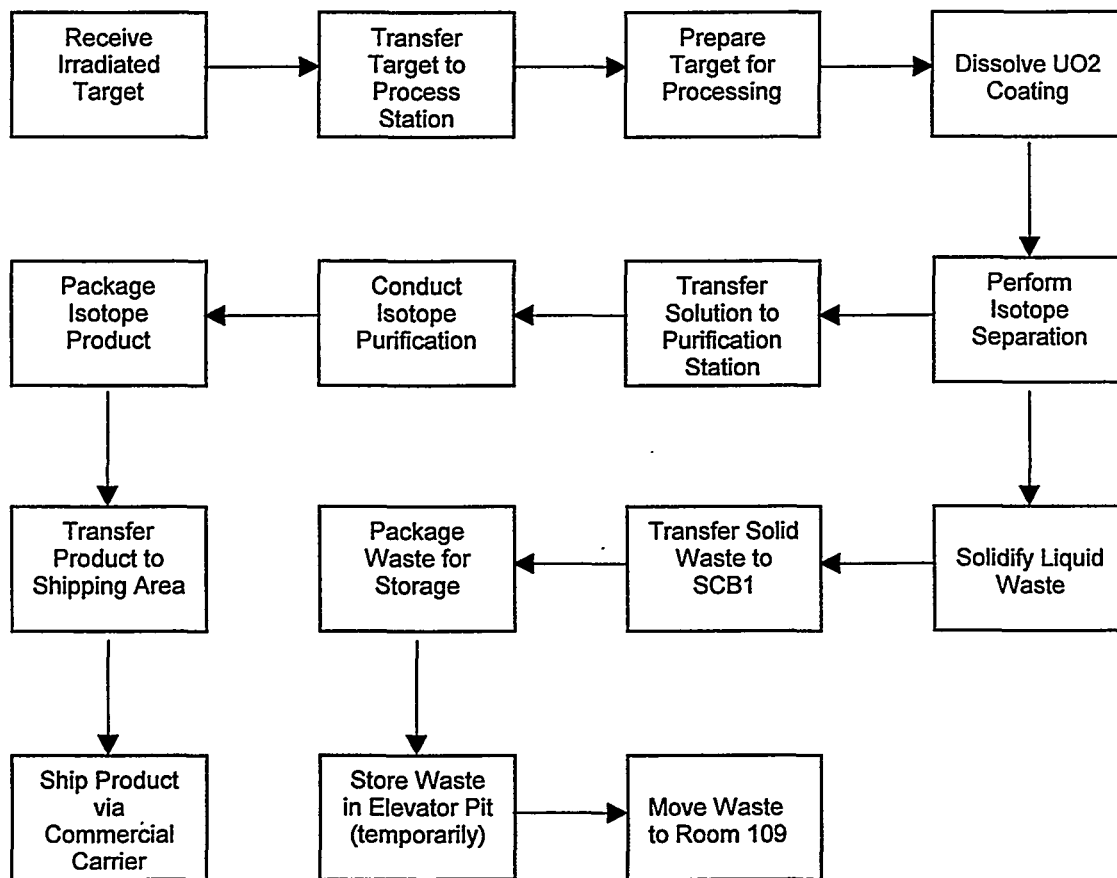 Receive
Irradiated
Target
Transfer
Target to
Process
Station
Prepare
Target for
Processing
Dissolve UO2
Coating
Package
Isotope
Product
Conduct
Isotope
Purification
Transfer
Solution to
Purification
Station
Perform
Isotope
Separation
Transfer
Product to
Shipping Area
Package
Waste for
Storage
Transfer Solid
Waste to
SCB1
Solidify Liquid
Waste
Ship Product
via
Commercial
Carrier
Store Waste
in Elevator Pit
(temporarily)
Move Waste
to Room 109